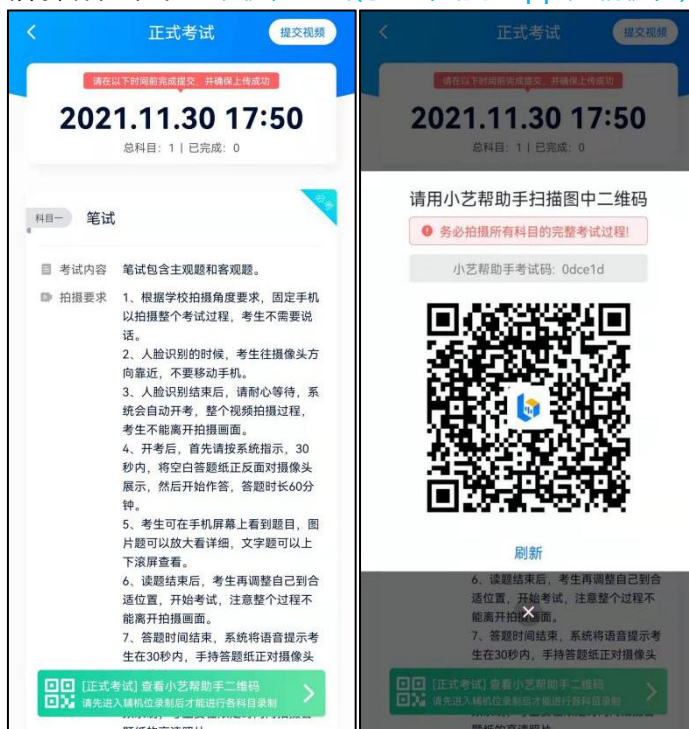 正式考试
提交视频
请在以下时间前完成提交，并确保上传成功
2021.11.30 17:50
总科目：1 | 已完成：0
科目一
笔试
必考
考试内容
笔试包含主观题和客观题。
拍摄要求
1、根据学校拍摄角度要求，固定手机
以拍摄整个考试过程，考生不需要说
话。
2、人脸识别的时候，考生往摄像头方
向靠近，不要移动手机。
3、人脸识别结束后，请耐心等待，系
统会自动开考，整个视频拍摄过程，
考生不能离开拍摄画面。
4、开考后，首先请按系统指示，30
秒内，将空白答题纸正反面对摄像头
展示，然后开始作答，答题时长60分
钟。
5、考生可在手机屏幕上看到题目，图
片题可以放大看详细，文字题可以上
下滚屏查看。
6、读题结束后，考生再调整自己到合
适位置，开始考试，注意整个过程不
能离开拍摄画面。
7、答题时间结束，系统将语音提示考
生在30秒内，手持答题纸正对摄像头
[正式考试] 查看小艺帮助手二维码
请先进入辅机位录制后才能进行各科目录制
正式考试
提交视频
请在以下时间前完成提交，并确保上传成功
2021.11.30 17:50
总科目：1 | 已完成：0
请用小艺帮助手扫描图中二维码
务必拍摄所有科目的完整考试过程!
小艺帮助手考试码：0dce1d
刷新
6、读题结束后，考生再调整自己到合
适位置，开始考试，注意整个过程不
能离开拍摄画面。
7、答题时间结束，系统将语音提示考
生在30秒内，手持答题纸正对摄像头
[正式考试] 查看小艺帮助手二维码
请先进入辅机位录制后才能进行各科目录制